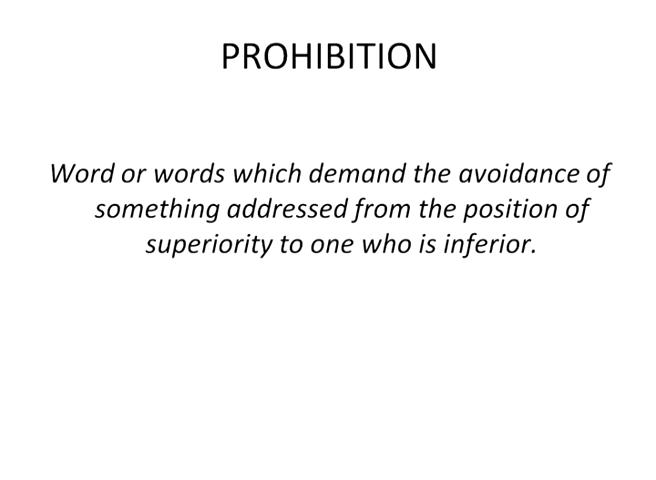 PROHIBITION
Word or words which demand the avoidance of
something addressed from the position of
superiority to one who is inferior.